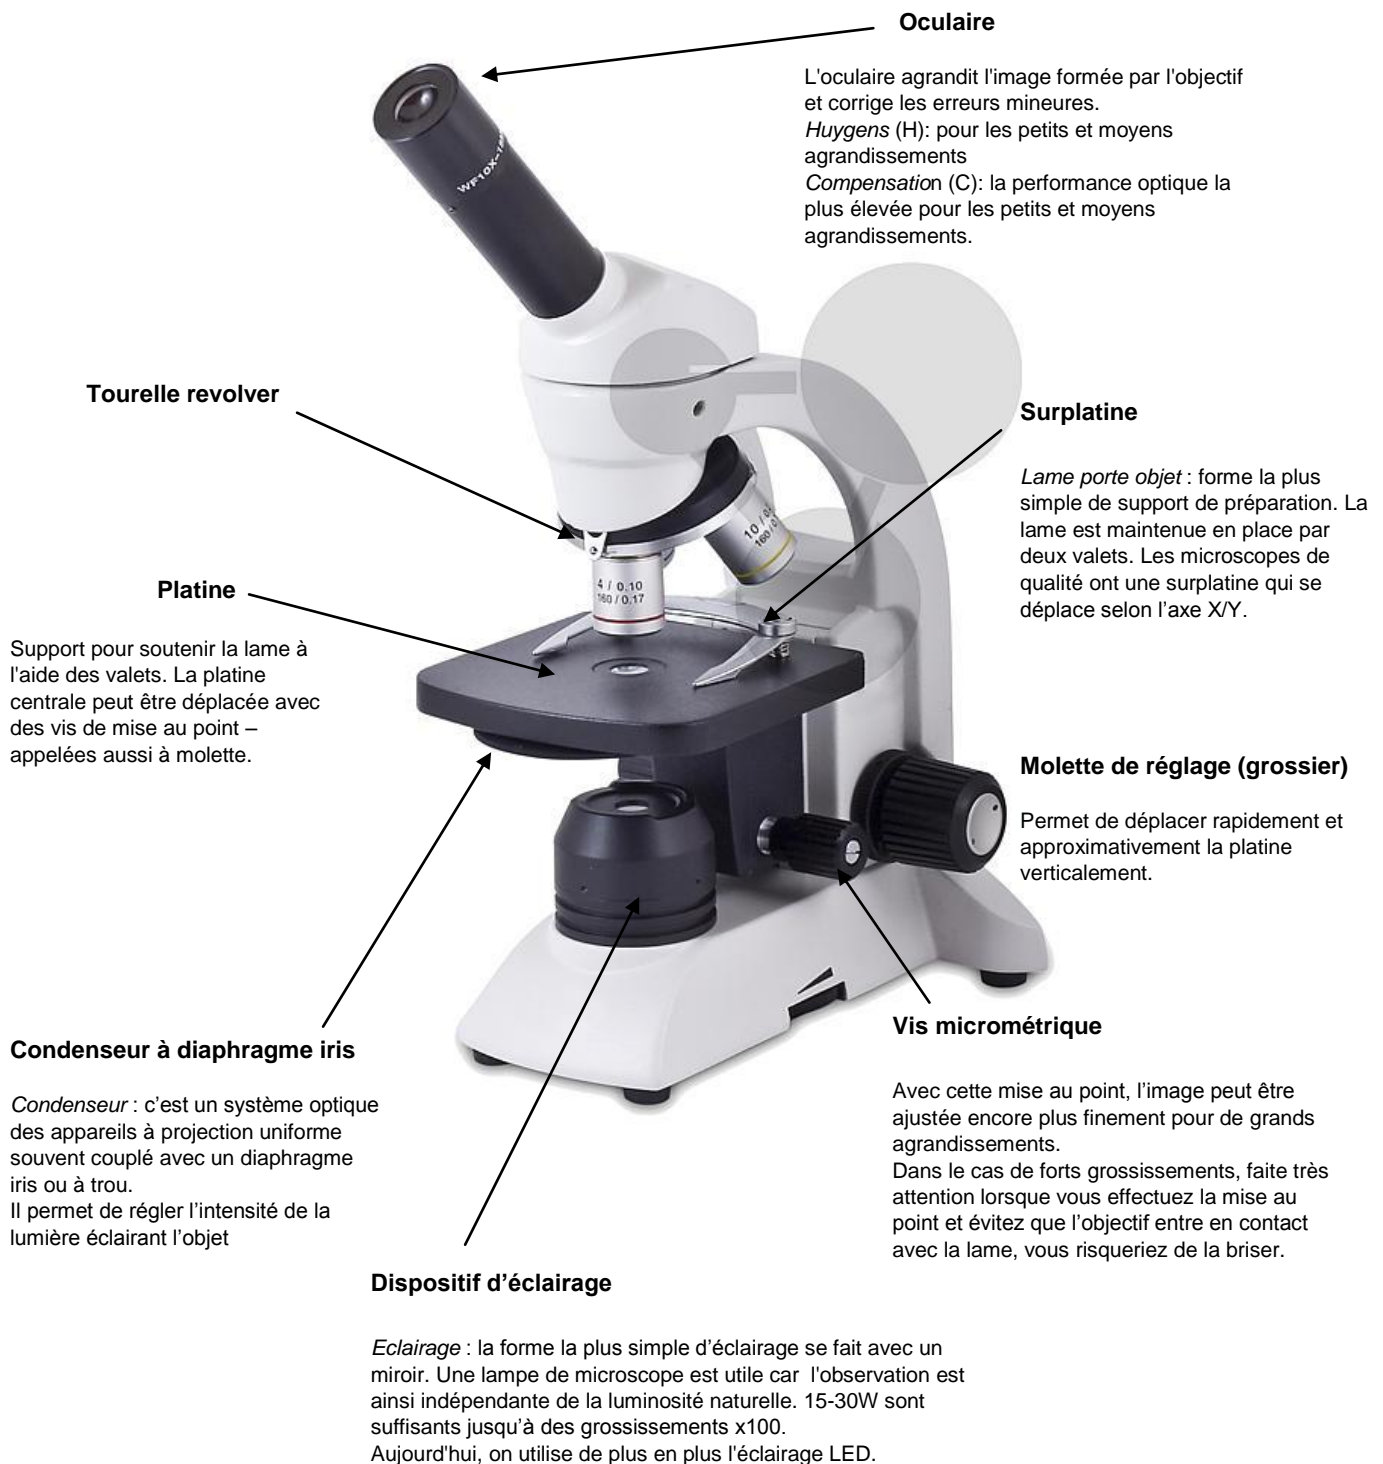 Oculaire
L'oculaire agrandit l'image formée par l'objectif
et corrige les erreurs mineures.
Huygens (H): pour les petits et moyens
agrandissements
Compensation (C): la performance optique la
plus élevée pour les petits et moyens
agrandissements.
WF10X-18
Tourelle revolver
Surplatine
Lame porte objet : forme la plus
simple de support de préparation. La
lame est maintenue en place par
deux valets. Les microscopes de
qualité ont une surplatine qui se
déplace selon l’axe X/Y.
10 / 0.
160 / 0.
4 / 0.10
160 / 0.17
Platine
Support pour soutenir la lame à
l'aide des valets. La platine
centrale peut être déplacée avec
des vis de mise au point –
appelées aussi à molette.
Molette de réglage (grossier)
Permet de déplacer rapidement et
approximativement la platine
verticalement.
Condenseur à diaphragme iris
Condenseur : c’est un système optique
des appareils à projection uniforme
souvent couplé avec un diaphragme
iris ou à trou.
Il permet de régler l’intensité de la
lumière éclairant l’objet
Vis micrométrique
Avec cette mise au point, l’image peut être
ajustée encore plus finement pour de grands
agrandissements.
Dans le cas de forts grossissements, faite très
attention lorsque vous effectuez la mise au
point et évitez que l’objectif entre en contact
avec la lame, vous risqueriez de la briser.
Dispositif d’éclairage
Eclairage : la forme la plus simple d’éclairage se fait avec un
miroir. Une lampe de microscope est utile car  l'observation est
ainsi indépendante de la luminosité naturelle. 15-30W sont
suffisants jusqu’à des grossissements x100.
Aujourd'hui, on utilise de plus en plus l'éclairage LED.